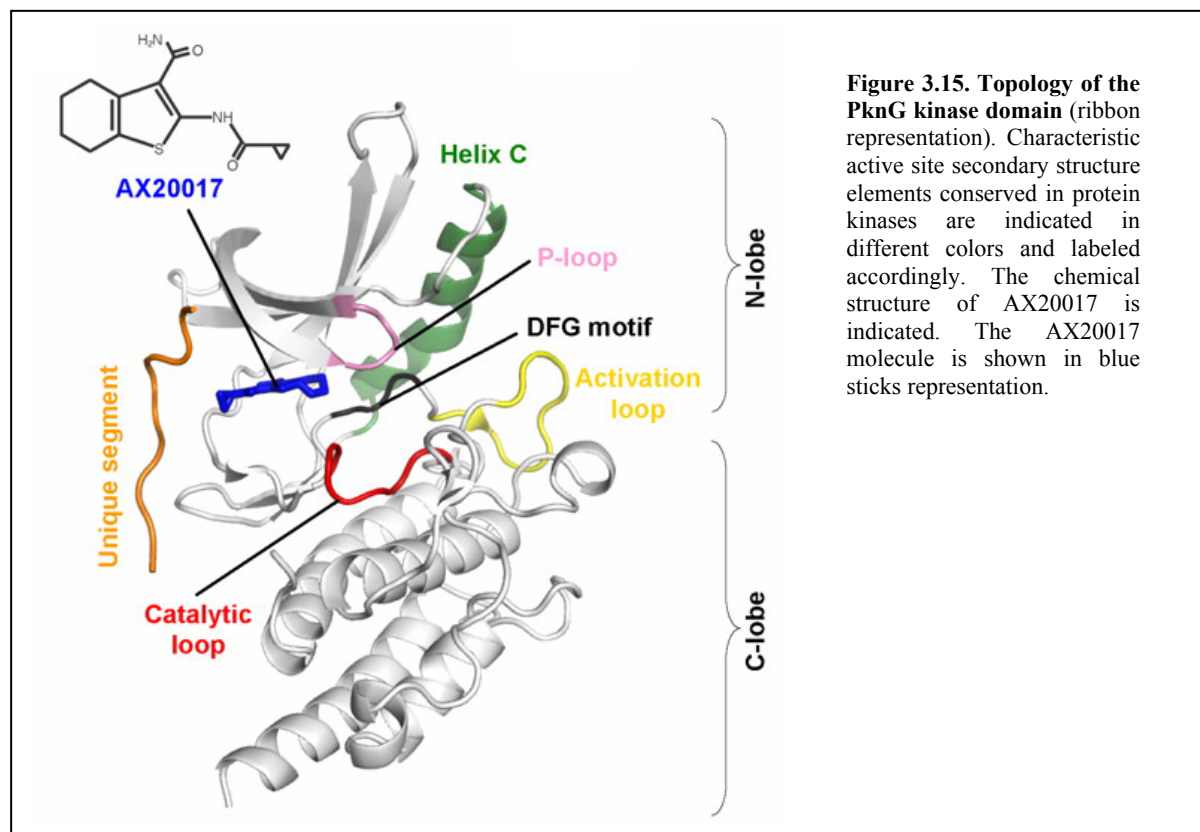 H₂N
O
NH
S
O
AX20017
Helix C
P-loop
DFG motif
Activation
loop
Unique segment
Catalytic
loop
N-lobe
C-lobe
Figure 3.15. Topology of the
PknG kinase domain (ribbon
representation). Characteristic
active site secondary structure
elements conserved in protein
kinases are indicated in
different colors and labeled
accordingly. The chemical
structure of AX20017 is
indicated. The AX20017
molecule is shown in blue
sticks representation.